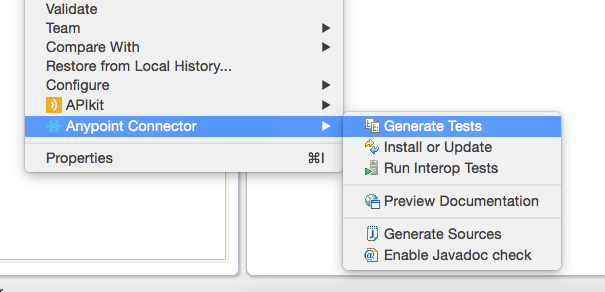 Validate
Team
Compare With
Restore from Local History...
Configure
APIkit
Anypoint Connector
Properties ⌘I
Generate Tests
Install or Update
Run Interop Tests
Preview Documentation
Generate Sources
Enable Javadoc check